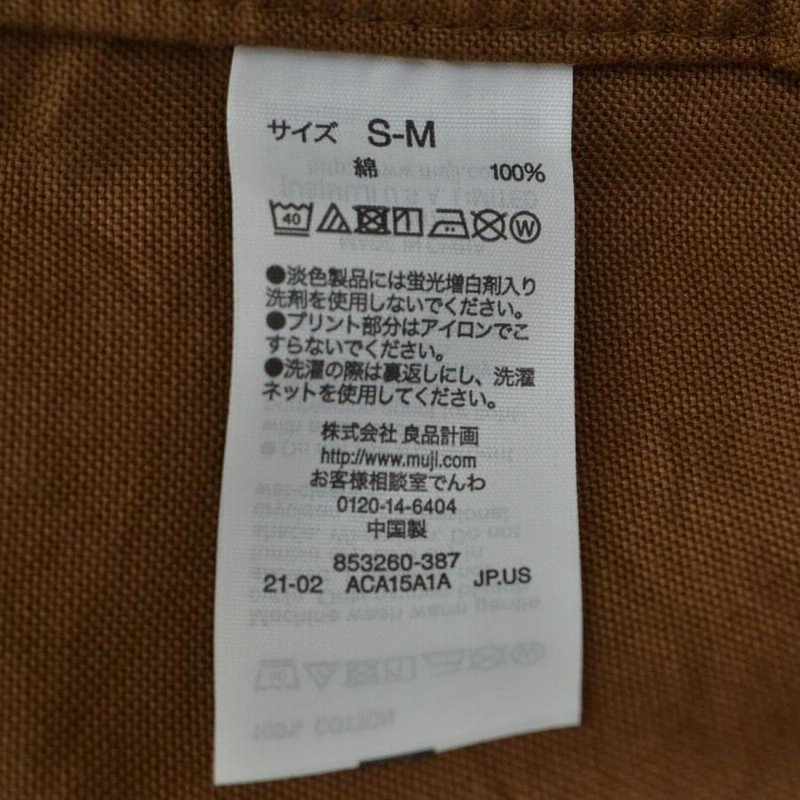 サイズ S-M
綿 100%
40 W
●淡色製品には蛍光増白剤入り
洗剤を使用しないでください。
●プリント部分はアイロンでこ
すらないでください。
●洗濯の際は裏返しにし、洗濯
ネットを使用してください。
株式会社 良品計画
http://www.muji.com
お客様相談室でんわ
0120-14-6404
中国製
853260-387
21-02 ACA15A1A JP.US